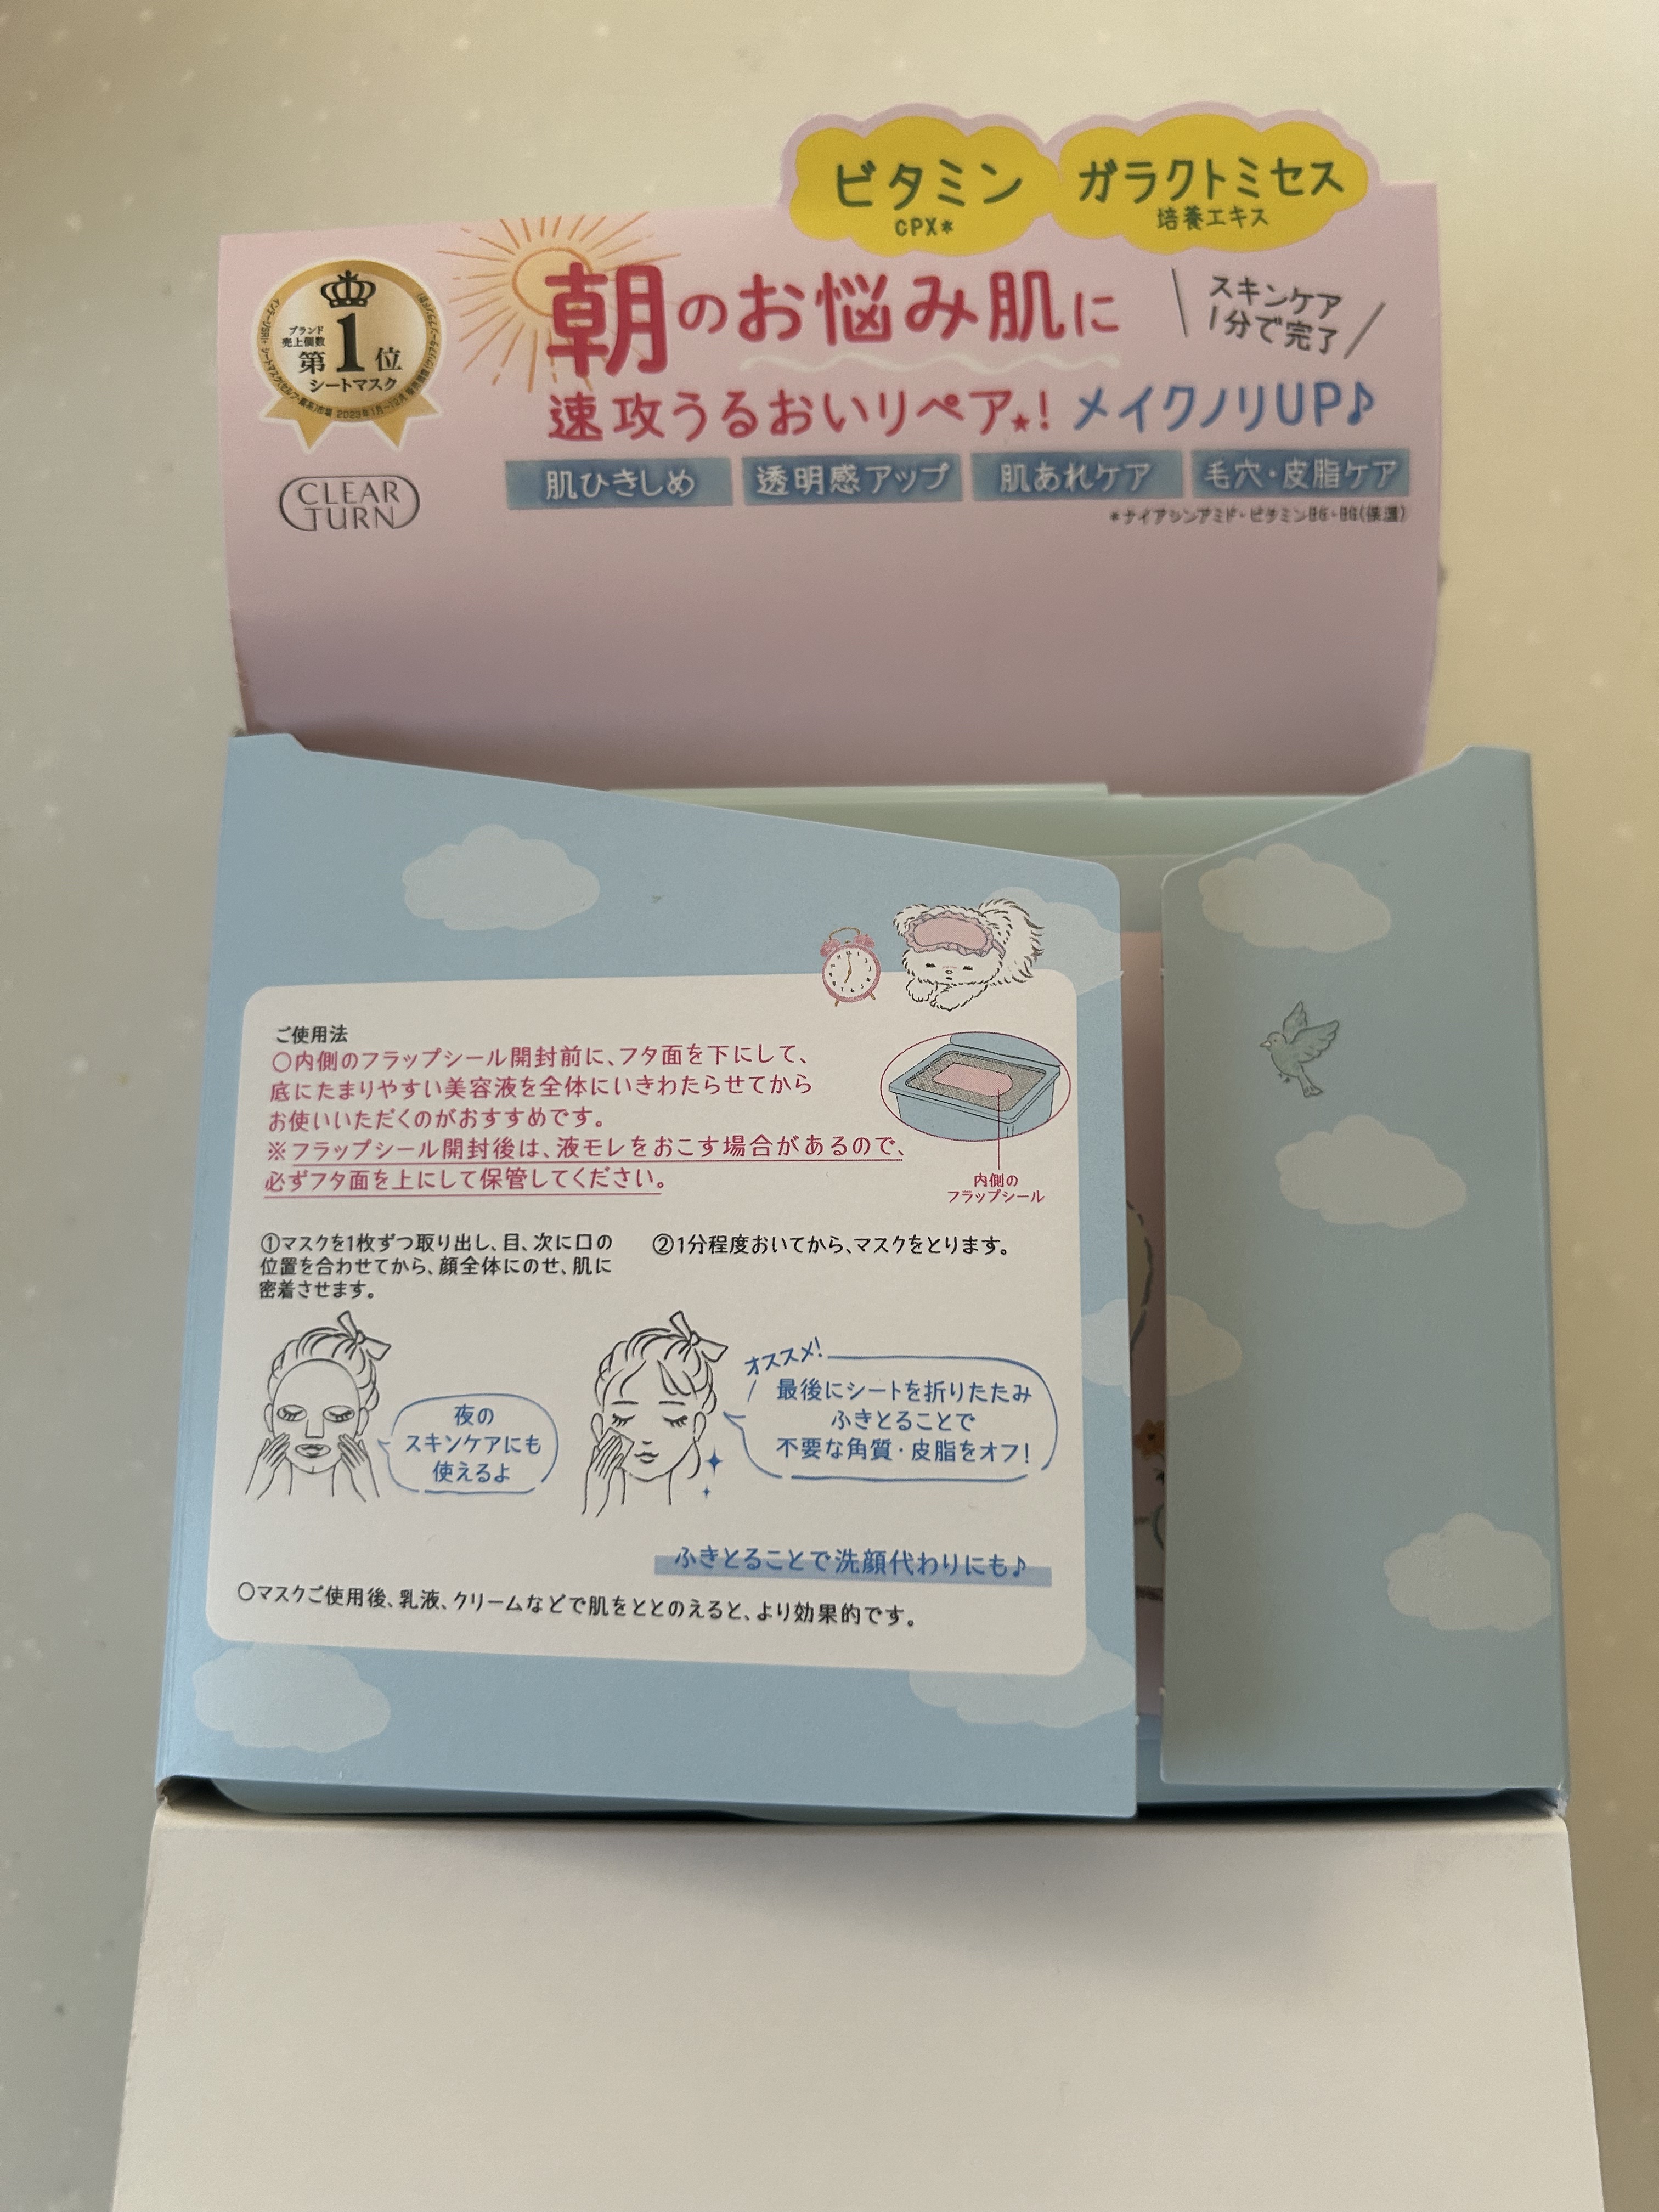 ビタミン
CPX*
ガラクトミセス
培養エキス
ブランド
売上個数
第1位
シートマスク
朝のお悩み肌に
スキンケア
1分で完了
速攻うるおいリペア★! メイクノリUP♪
CLEAR
TURN
肌ひきしめ 透明感アップ 肌あれケア 毛穴・皮脂ケア
*ナイアシンアミド・ビタミンB6・BG(保湿)
ご使用法
○内側のフラップシール開封前に、フタ面を下にして、
底にたまりやすい美容液を全体にいきわたらせてから
お使いいただくのがおすすめです。
※フラップシール開封後は、液モレをおこす場合があるので、
必ずフタ面を上にして保管してください。
内側の
フラップシール
①マスクを1枚ずつ取り出し、目、次に口の
位置を合わせてから、顔全体にのせ、肌に
密着させます。
②1分程度おいてから、マスクをとります。
夜の
スキンケアにも
使えるよ
オススメ!
最後にシートを折りたたみ
ふきとることで
不要な角質・皮脂をオフ!
ふきとることで洗顔代わりにも♪
○マスクご使用後、乳液、クリームなどで肌をととのえると、より効果的です。